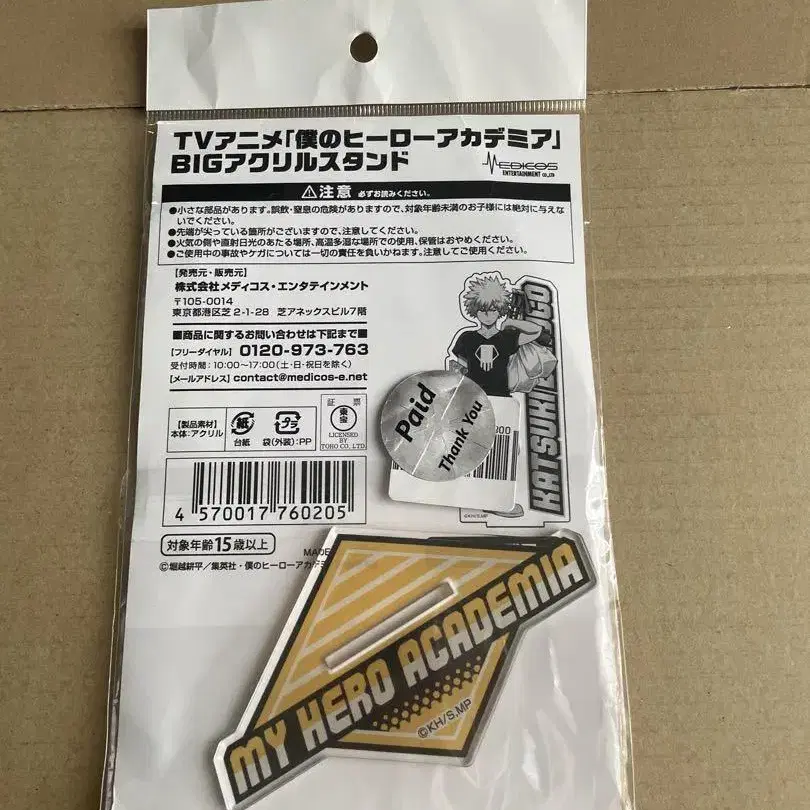 TVアニメ「僕のヒーローアカデミア」
BIGアクリルスタンド
MEDICOS
ENTERTAINMENT CO.,LTD
注意 必ずお読みください。
●小さな部品があります。誤飲・窒息の危険がありますので、対象年齢未満のお子様には絶対に与えないでください。
●先端が尖っている箇所がございますので、注意してください。
●火気の側や直射日光のあたる場所、高温多湿な場所での使用、保管はおやめください。
●ご使用中の事故やケガについては一切の責任を負いかねます。注意してご使用ください。
【発売元・販売元】
株式会社メディコス・エンタテインメント
〒105-0014
東京都港区芝2-1-28 芝アネックスビル7階
■商品に関するお問い合わせは下記まで■
【フリーダイヤル】 0120-973-763
受付時間：10:00～17:00（土・日・祝日を除く）
【メールアドレス】 contact@medicos-e.net
【製品素材】
本体：アクリル
紙
台紙
プラ
袋(外装)：PP
証票
東宝
LICENSED
BY
TOHO CO. LTD.
4 570017 760205
対象年齢15歳以上
MADE
©堀越耕平／集英社・僕のヒーローアカデ
KATSUKI
Paid
Thank You
©KH/S.MP
MY HERO ACADEMIA
©KH/S.MP